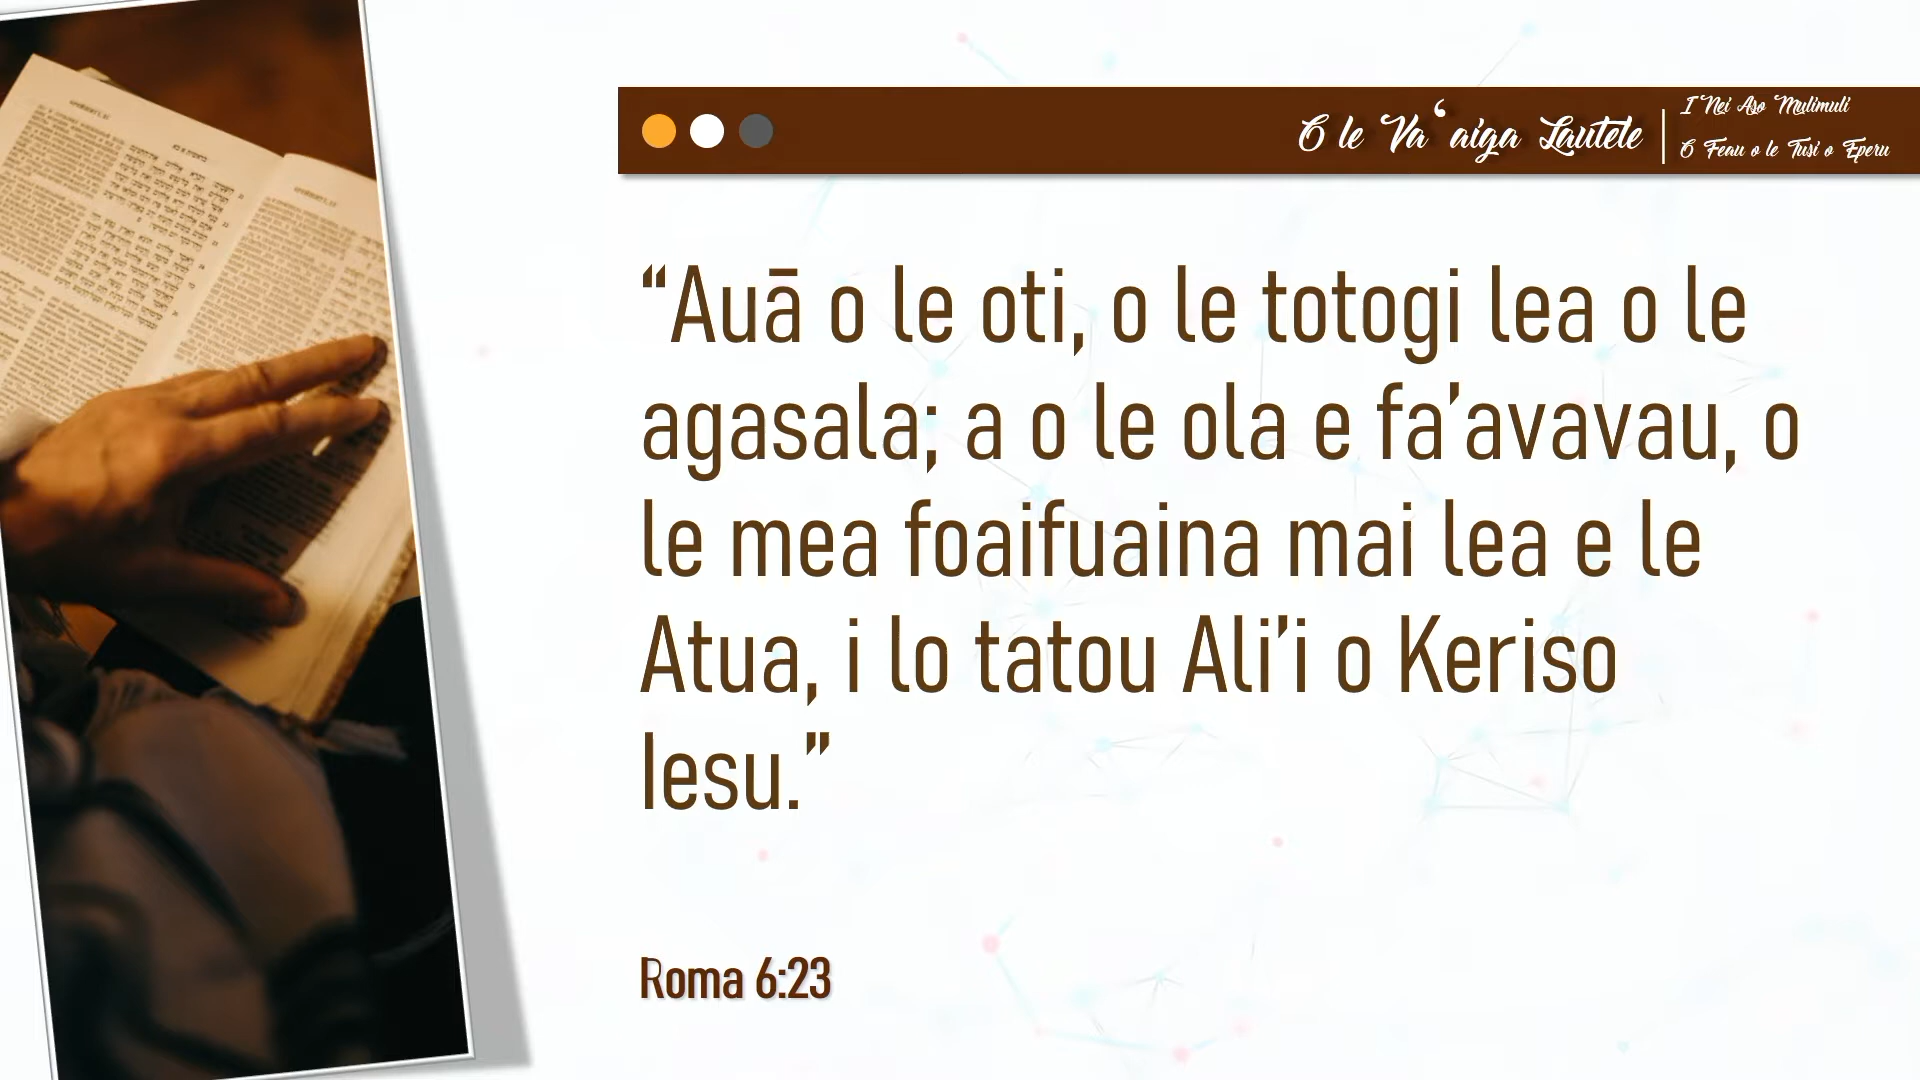 O le Va‘aiga Lautele
I Nei Aso Mulimuli
O Feau o le Tusi o Eperu
“Auā o le oti, o le totogi lea o le
agasala; a o le ola e fa’avavavau, o
le mea foaifuaina mai lea e le
Atua, i lo tatou Ali’i o Keriso
Iesu.”
Roma 6:23